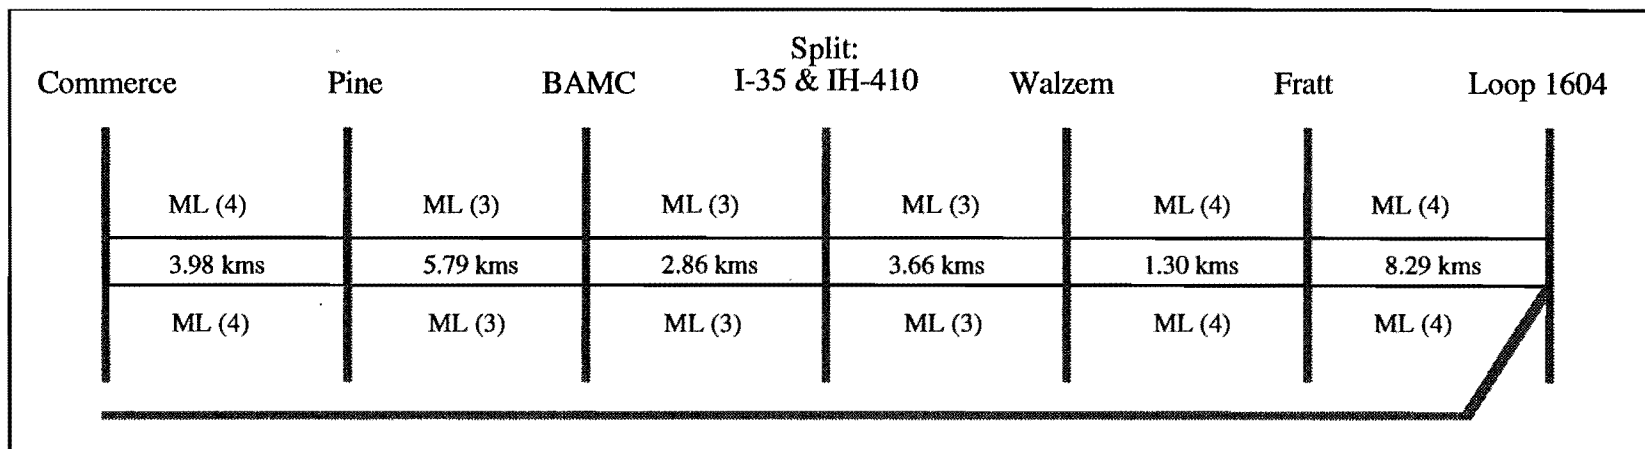 Split:
Commerce Pine BAMC I-35 & IH-410 Walzem Fratt Loop 1604
ML (4) ML (3) ML (3) ML (3) ML (4) ML (4)
3.98 kms 5.79 kms 2.86 kms 3.66 kms 1.30 kms 8.29 kms
ML (4) ML (3) ML (3) ML (3) ML (4) ML (4)